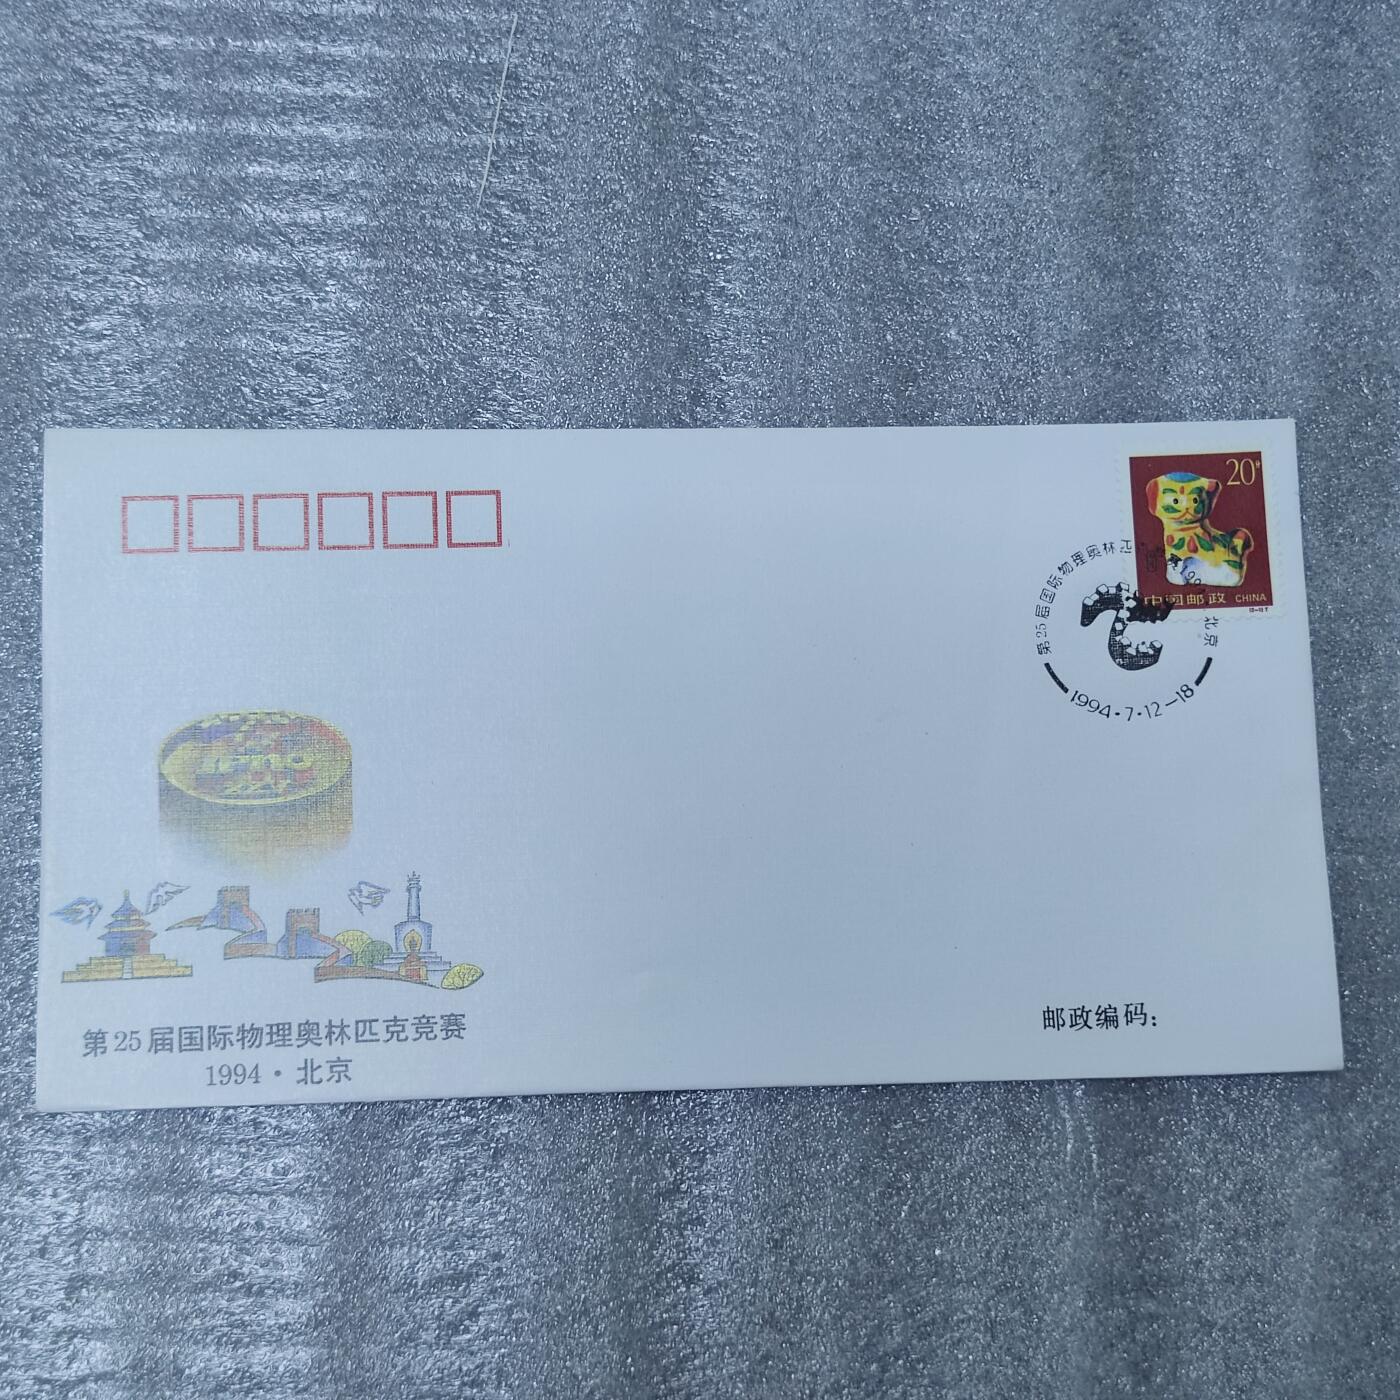 20分
中国邮政 CHINA
第25届国际物理奥林匹
北京
1994·7·12—18
第25届国际物理奥林匹克竞赛
1994·北京
邮政编码：